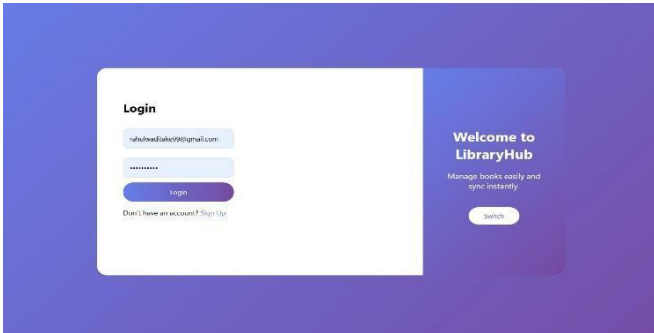 Login
rahulwaditake99@gmail.com
••••••••••
Login
Don't have an account? Sign Up
Welcome to
LibraryHub
Manage books easily and
sync instantly.
Switch